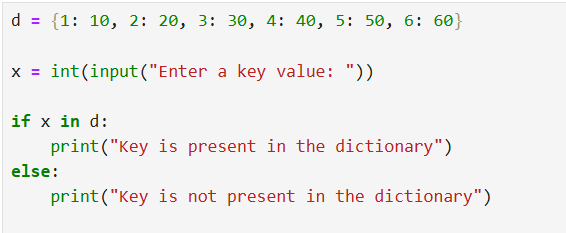 d = {1: 10, 2: 20, 3: 30, 4: 40, 5: 50, 6: 60}
x = int(input("Enter a key value: "))
if x in d:
    print("Key is present in the dictionary")
else:
    print("Key is not present in the dictionary")